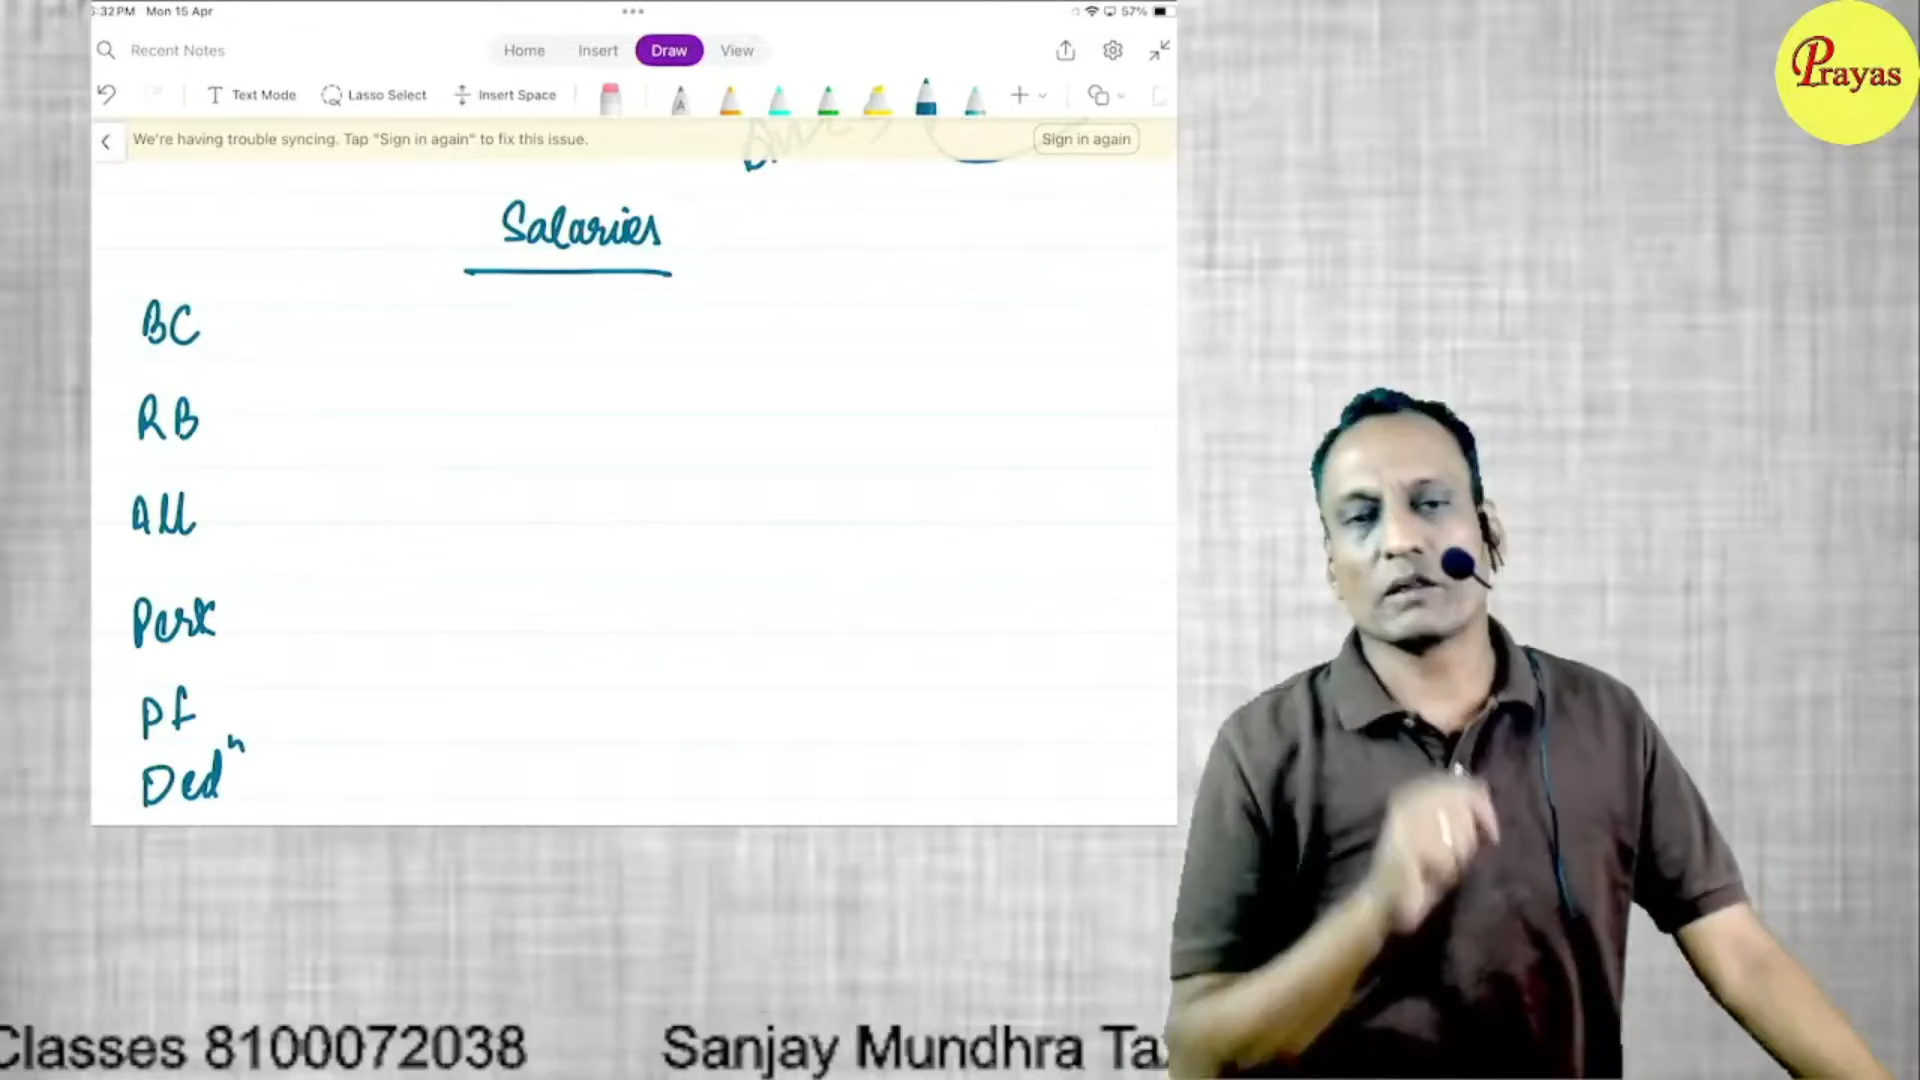 :32PM Mon 15 Apr
57%
Prayas
Recent Notes
Home Insert Draw View
Text Mode Lasso Select Insert Space
We're having trouble syncing. Tap "Sign in again" to fix this issue.
Sign in again
Salaries
BC
RB
All
Perk
PF
Dedn
Classes 8100072038 Sanjay Mundhra Ta